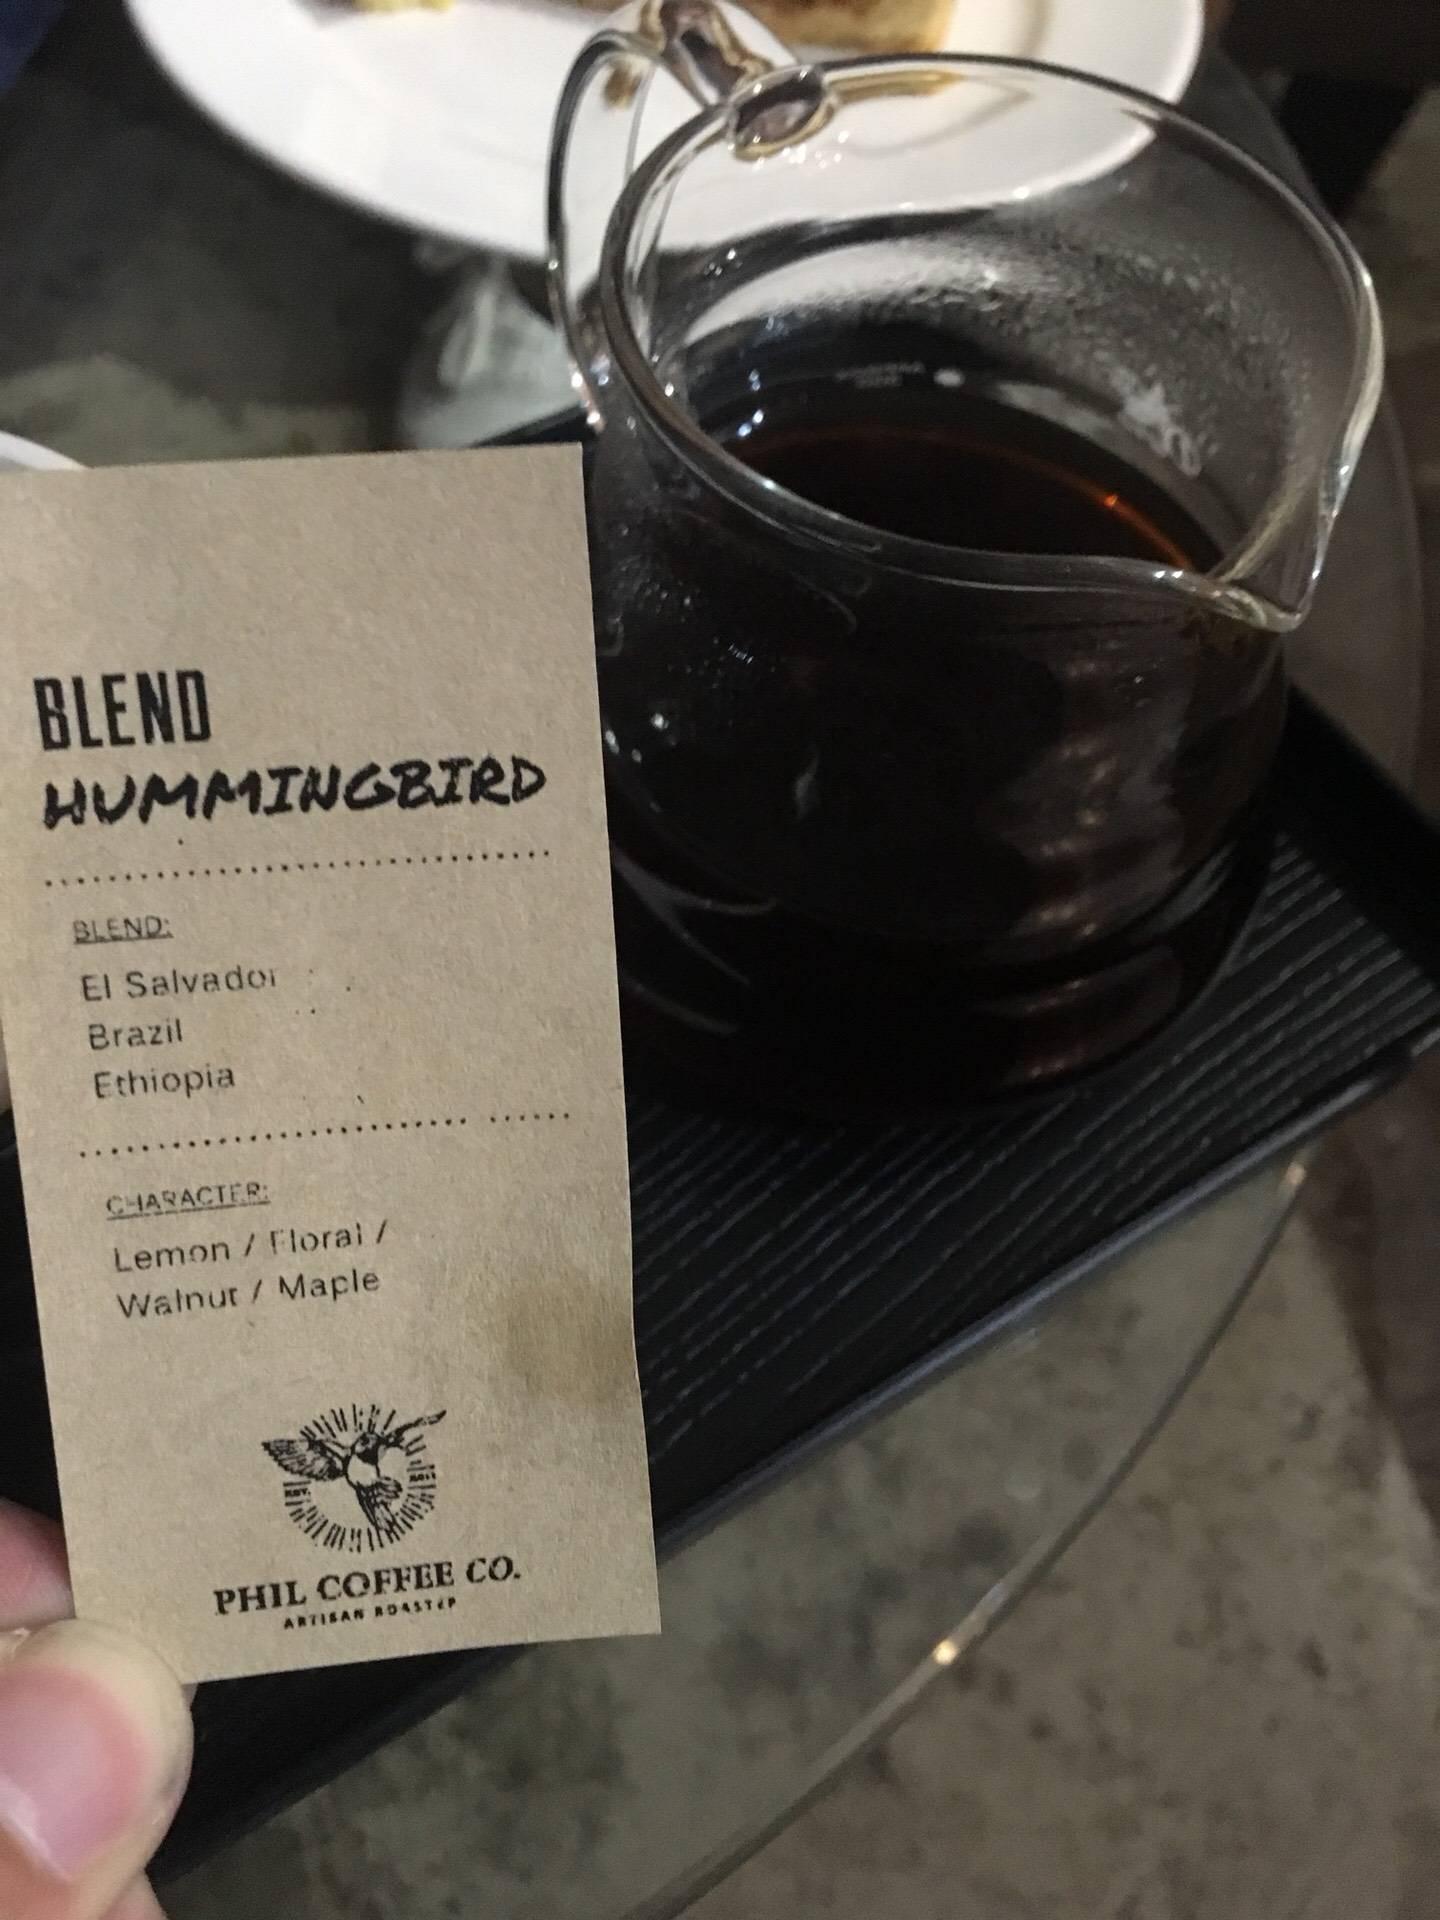 BLEND
HUMMINGBIRD
BLEND:
El Salvador
Brazil
Ethiopia
CHARACTER:
Lemon / Floral /
Walnut / Maple
PHIL COFFEE CO.
ARTISAN ROASTER